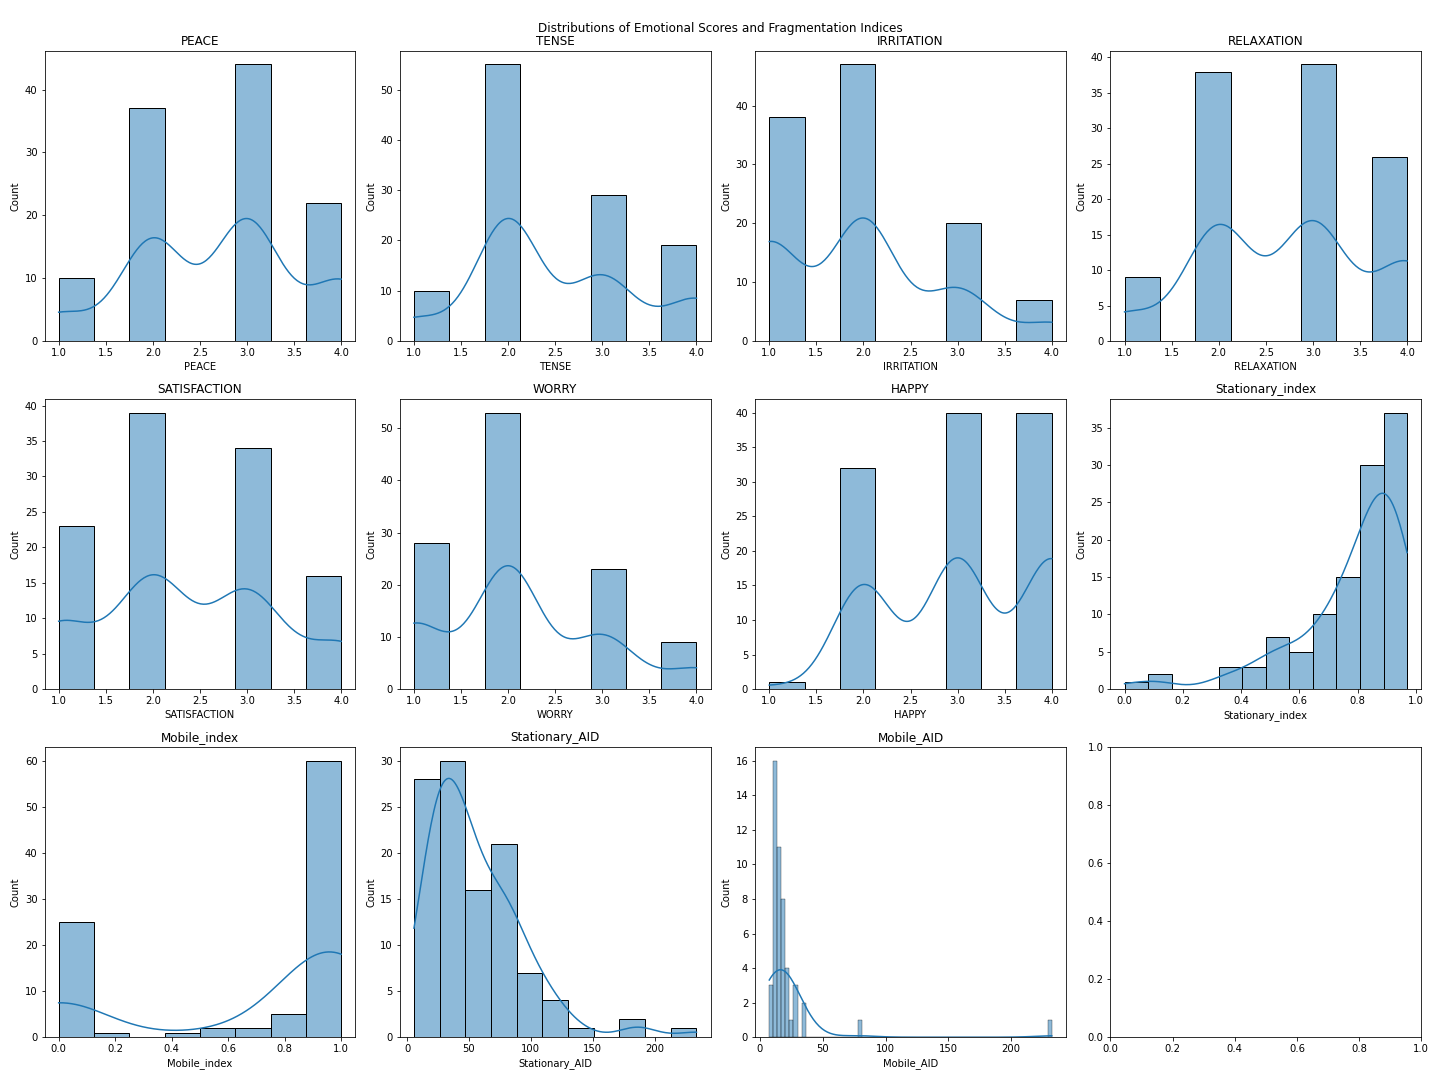 Distributions of Emotional Scores and Fragmentation Indices
PEACE
TENSE
IRRITATION
RELAXATION
Count
0
10
20
30
40
1.0 1.5 2.0 2.5 3.0 3.5 4.0
PEACE
Count
0
10
20
30
40
50
1.0 1.5 2.0 2.5 3.0 3.5 4.0
TENSE
Count
0
10
20
30
40
1.0 1.5 2.0 2.5 3.0 3.5 4.0
IRRITATION
Count
0
5
10
15
20
25
30
35
40
1.0 1.5 2.0 2.5 3.0 3.5 4.0
RELAXATION
SATISFACTION
WORRY
HAPPY
Stationary_index
Count
0
5
10
15
20
25
30
35
40
1.0 1.5 2.0 2.5 3.0 3.5 4.0
SATISFACTION
Count
0
10
20
30
40
50
1.0 1.5 2.0 2.5 3.0 3.5 4.0
WORRY
Count
0
5
10
15
20
25
30
35
40
1.0 1.5 2.0 2.5 3.0 3.5 4.0
HAPPY
Count
0
5
10
15
20
25
30
35
0.0 0.2 0.4 0.6 0.8 1.0
Stationary_index
Mobile_index
Stationary_AID
Mobile_AID
Count
0
10
20
30
40
50
60
0.0 0.2 0.4 0.6 0.8 1.0
Mobile_index
Count
0
5
10
15
20
25
30
0 50 100 150 200
Stationary_AID
Count
0
2
4
6
8
10
12
14
16
0 50 100 150 200
Mobile_AID
0.0
0.2
0.4
0.6
0.8
1.0
0.0 0.2 0.4 0.6 0.8 1.0